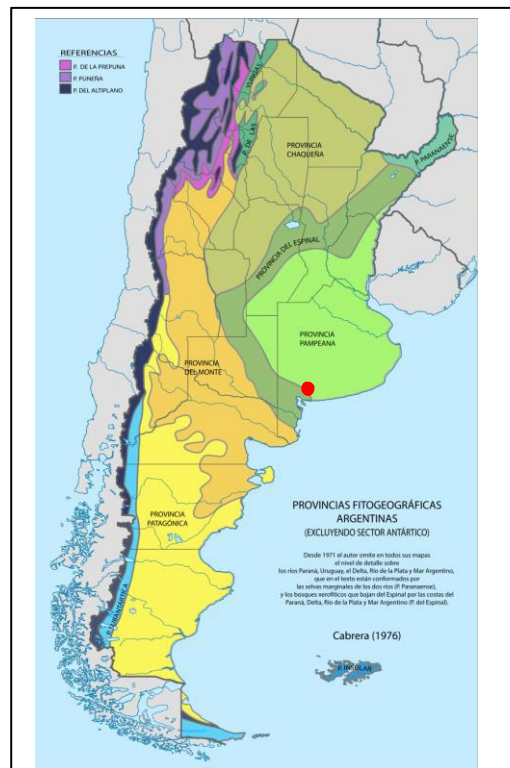 REFERENCIAS
P. DE LA PREPUNA
P. PUNEÑA
P. DEL ALTIPLANO
P. DE LAS YUNGAS
PROVINCIA
CHAQUEÑA
P. PARANAENSE
PROVINCIA DEL ESPINAL
PROVINCIA
PAMPEANA
PROVINCIA
DEL MONTE
PROVINCIA
PATAGÓNICA
P. SUBANTÁRTICA
PROVINCIAS FITOGEOGRÁFICAS
ARGENTINAS
(EXCLUYENDO SECTOR ANTÁRTICO)
Desde 1971 el autor omite en todos sus mapas
el nivel de detalle sobre
los ríos Paraná, Uruguay, el Delta, Río de la Plata y Mar Argentino,
que en el texto están conformados por
las selvas marginales de los dos ríos (P. Paranaense),
y los bosques xerofíticos que bajan del Espinal por las costas del
Paraná, Delta, Río de la Plata y Mar Argentino (P. del Espinal).
Cabrera (1976)
P. INSULAR